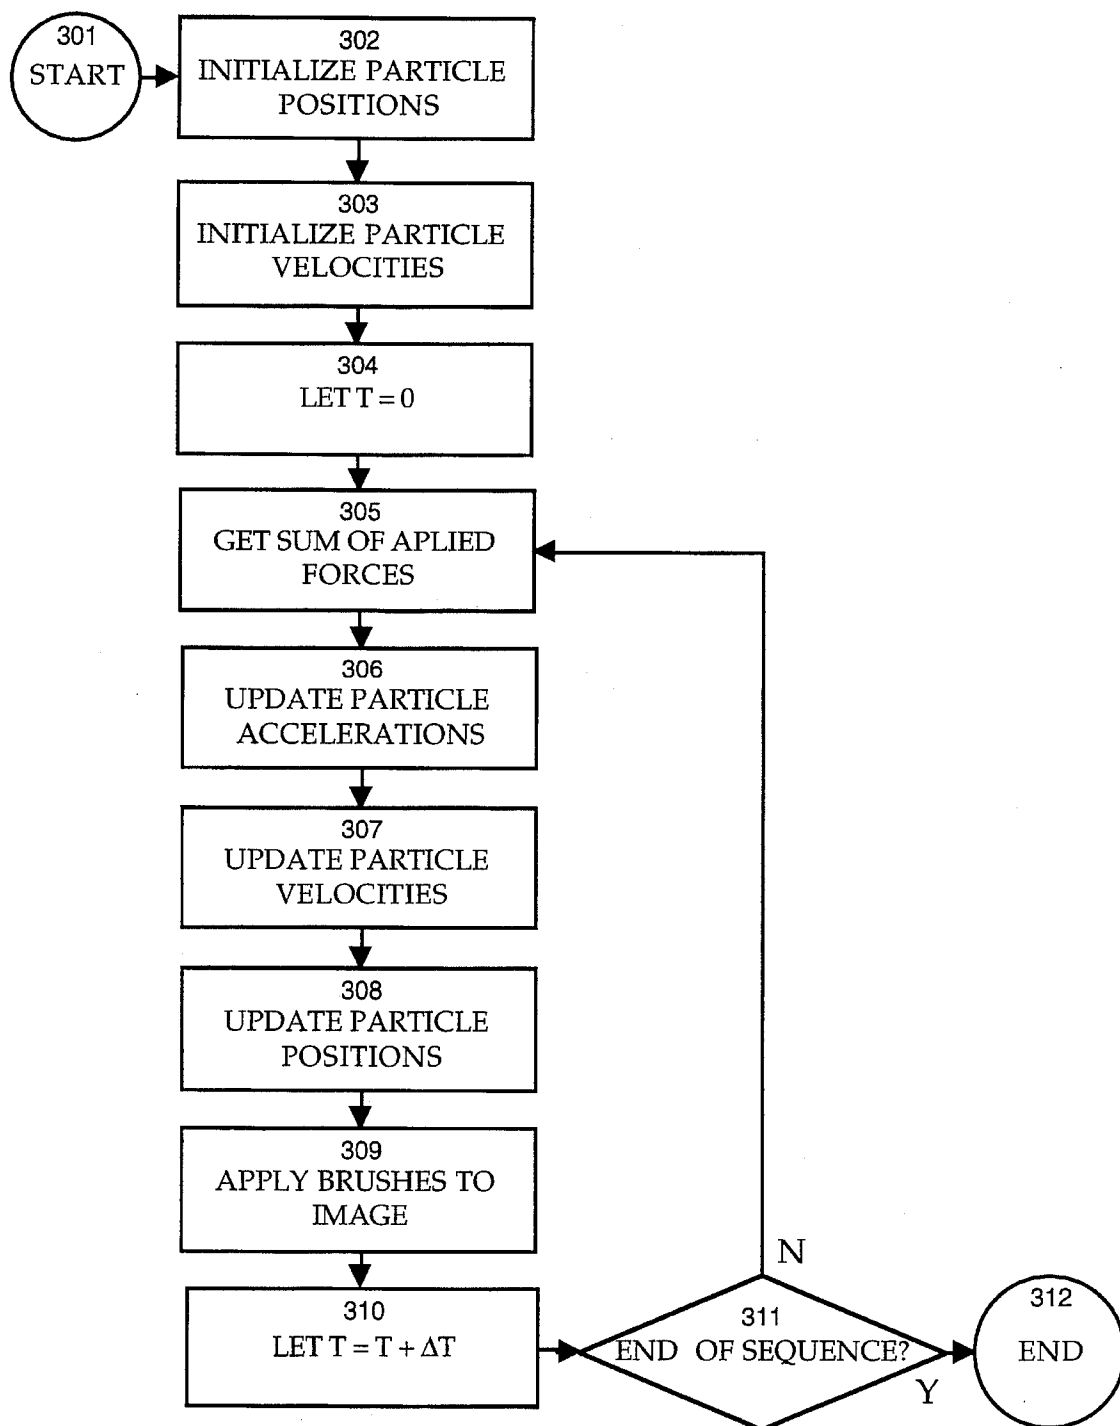 301
START
302
INITIALIZE PARTICLE
POSITIONS
303
INITIALIZE PARTICLE
VELOCITIES
304
LET T = 0
305
GET SUM OF APLIED
FORCES
306
UPDATE PARTICLE
ACCELERATIONS
307
UPDATE PARTICLE
VELOCITIES
308
UPDATE PARTICLE
POSITIONS
309
APPLY BRUSHES TO
IMAGE
310
LET T = T + ΔT
311
END OF SEQUENCE?
N
Y
312
END